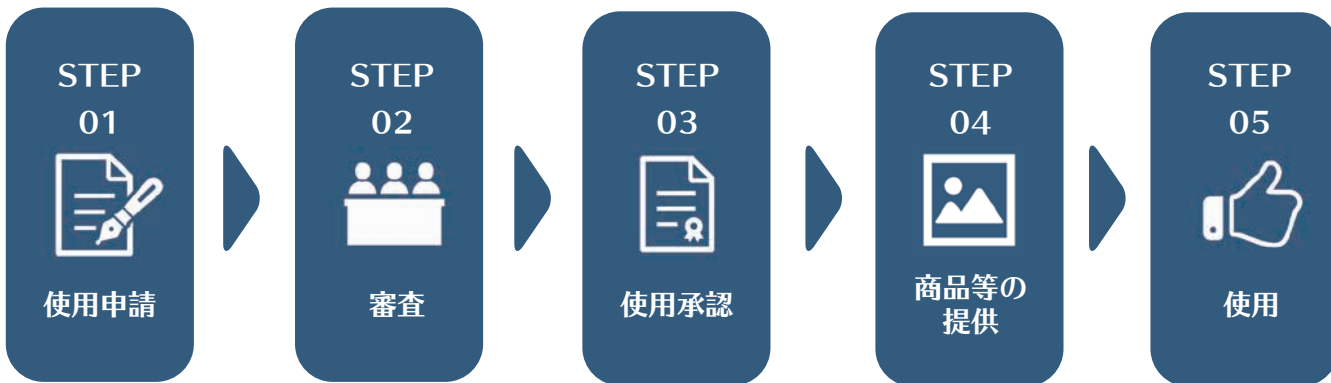 STEP
01
使用申請
STEP
02
審査
STEP
03
使用承認
STEP
04
商品等の
提供
STEP
05
使用